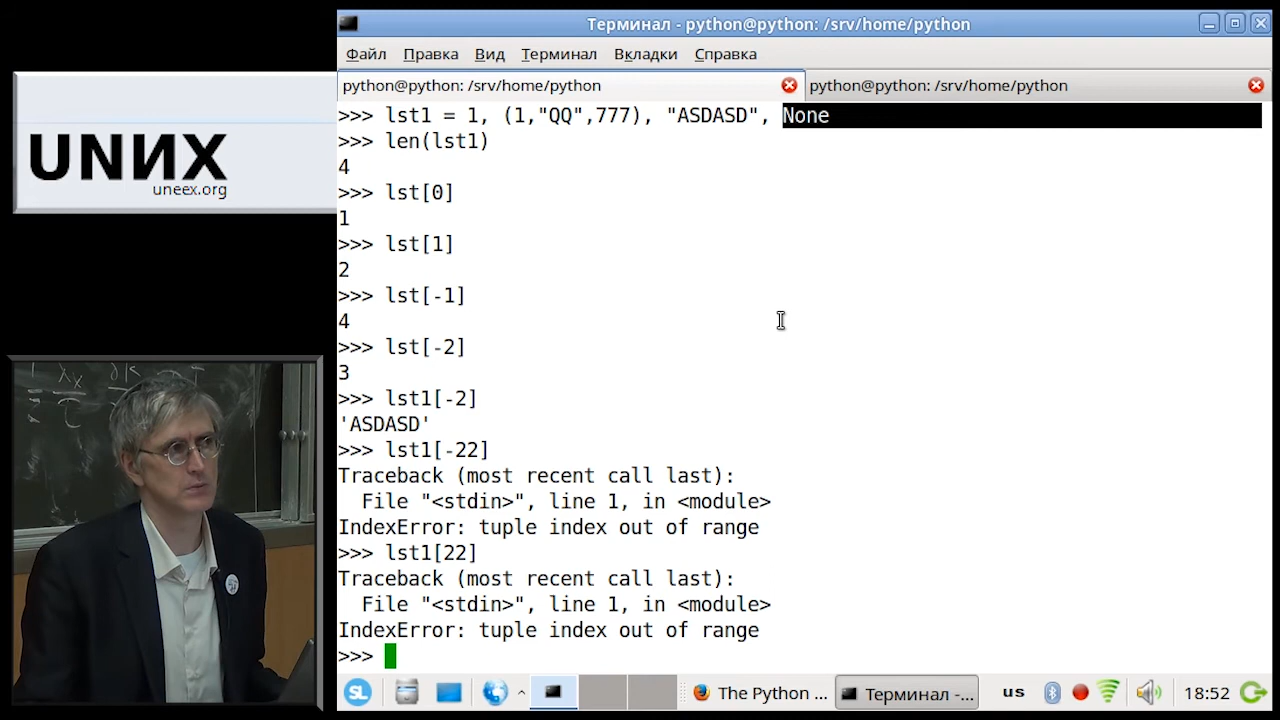 Терминал - python@python: /srv/home/python
Файл Правка Вид Терминал Вкладки Справка
python@python: /srv/home/python python@python: /srv/home/python
UNИX
uneex.org
>>> lst1 = 1, (1,"QQ",777), "ASDASD", None
>>> len(lst1)
4
>>> lst[0]
1
>>> lst[1]
2
>>> lst[-1]
4
>>> lst[-2]
3
>>> lst1[-2]
'ASDASD'
>>> lst1[-22]
Traceback (most recent call last):
  File "<stdin>", line 1, in <module>
IndexError: tuple index out of range
>>> lst1[22]
Traceback (most recent call last):
  File "<stdin>", line 1, in <module>
IndexError: tuple index out of range
>>>
SL The Python ... Терминал -... us 18:52